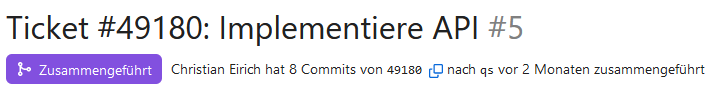 Ticket #49180: Implementiere API #5
Zusammengeführt Christian Eirich hat 8 Commits von 49180 nach qs vor 2 Monaten zusammengeführt